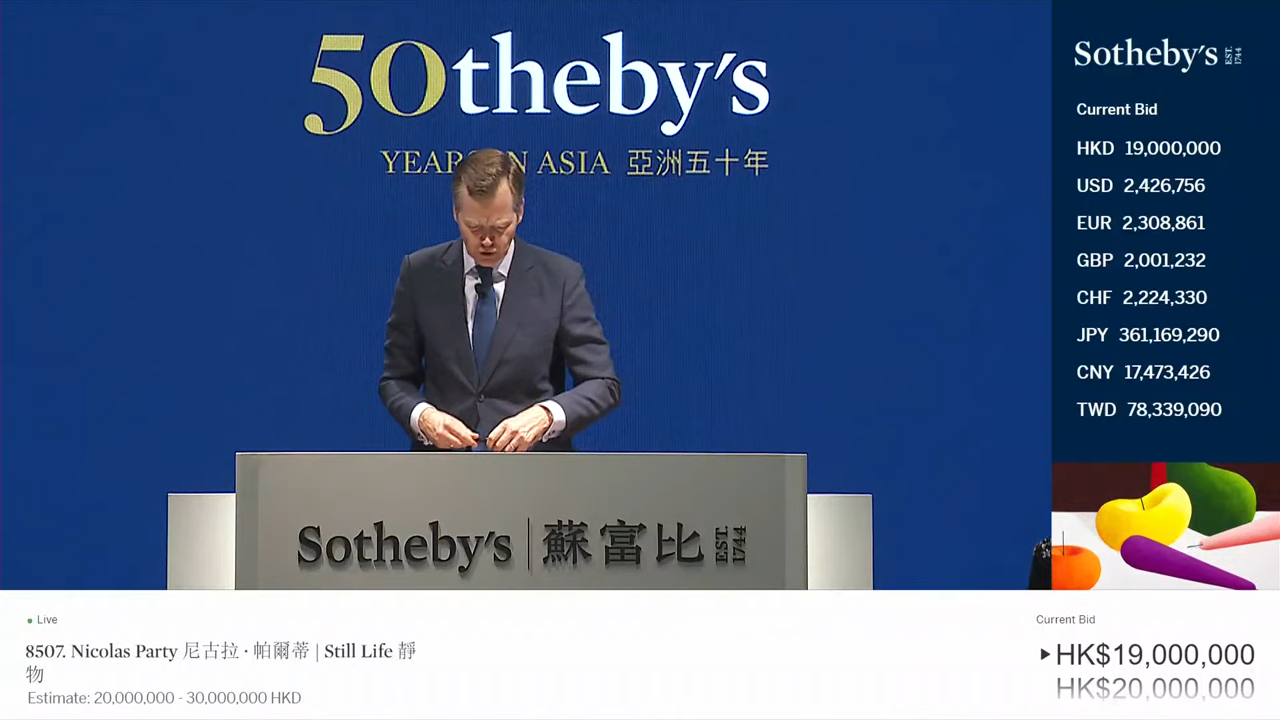 50theby's
YEARS IN ASIA 亞洲五十年
Sotheby's | 蘇富比 EST. 1744
Sotheby's EST. 1744
Current Bid
HKD 19,000,000
USD 2,426,756
EUR 2,308,861
GBP 2,001,232
CHF 2,224,330
JPY 361,169,290
CNY 17,473,426
TWD 78,339,090
Live
8507. Nicolas Party 尼古拉·帕爾蒂 | Still Life 靜
物
Estimate: 20,000,000 - 30,000,000 HKD
Current Bid
HK$19,000,000
HK$20,000,000